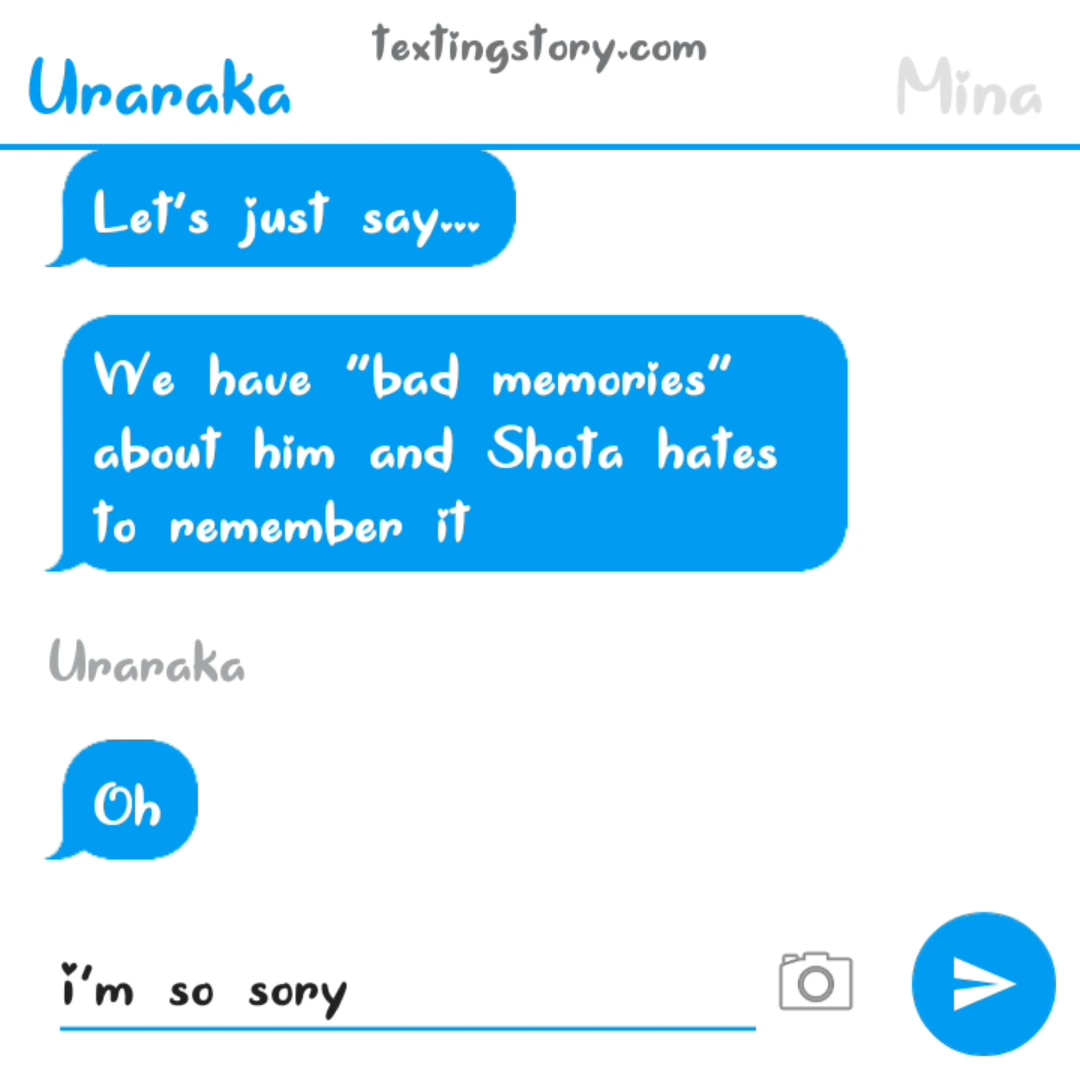 textingstory.com
Uraraka Mina
Let's just say...
We have "bad memories"
about him and Shota hates
to remember it
Uraraka
Oh
i'm so sory